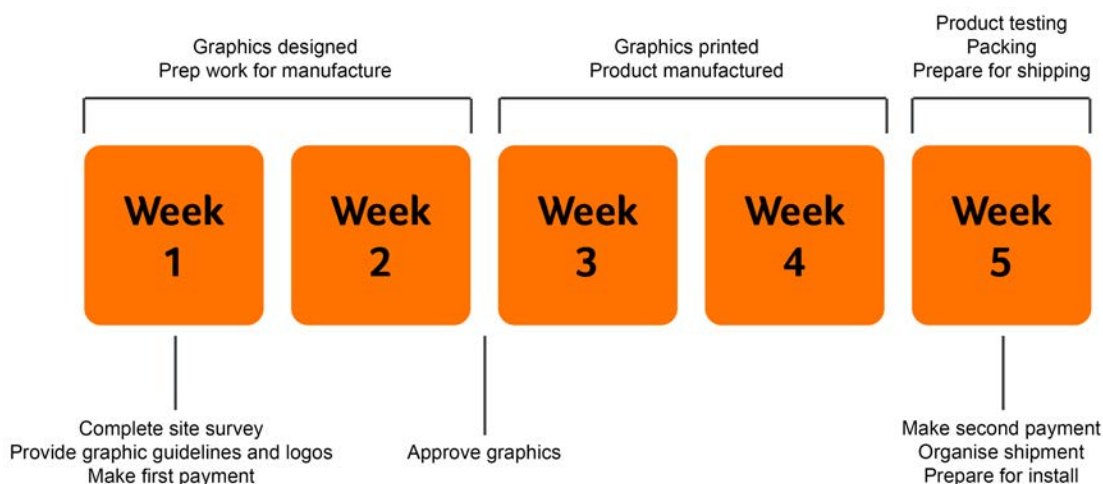 Graphics designed
Prep work for manufacture
Graphics printed
Product manufactured
Product testing
Packing
Prepare for shipping
Week
1
Week
2
Week
3
Week
4
Week
5
Complete site survey
Provide graphic guidelines and logos
Make first payment
Approve graphics
Make second payment
Organise shipment
Prepare for install